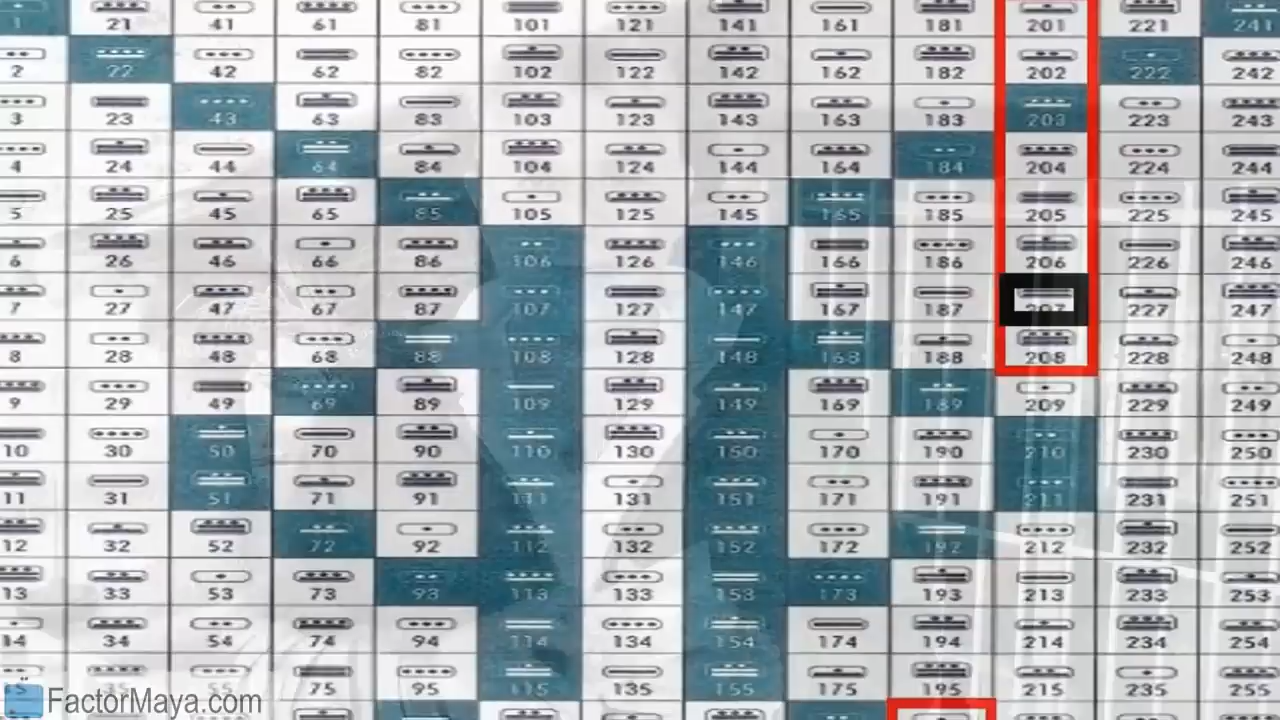 1 21 41 61 81 101 121 141 161 181 201 221 241
2 22 42 62 82 102 122 142 162 182 202 222 242
3 23 43 63 83 103 123 143 163 183 203 223 243
4 24 44 64 84 104 124 144 164 184 204 224 244
5 25 45 65 85 105 125 145 165 185 205 225 245
6 26 46 66 86 106 126 146 166 186 206 226 246
7 27 47 67 87 107 127 147 167 187 207 227 247
8 28 48 68 88 108 128 148 168 188 208 228 248
9 29 49 69 89 109 129 149 169 189 209 229 249
10 30 50 70 90 110 130 150 170 190 210 230 250
11 31 51 71 91 111 131 151 171 191 211 231 251
12 32 52 72 92 112 132 152 172 192 212 232 252
13 33 53 73 93 113 133 153 173 193 213 233 253
14 34 54 74 94 114 134 154 174 194 214 234 254
75 95 115 135 155 175 195 215 235 255
FactorMaya.com